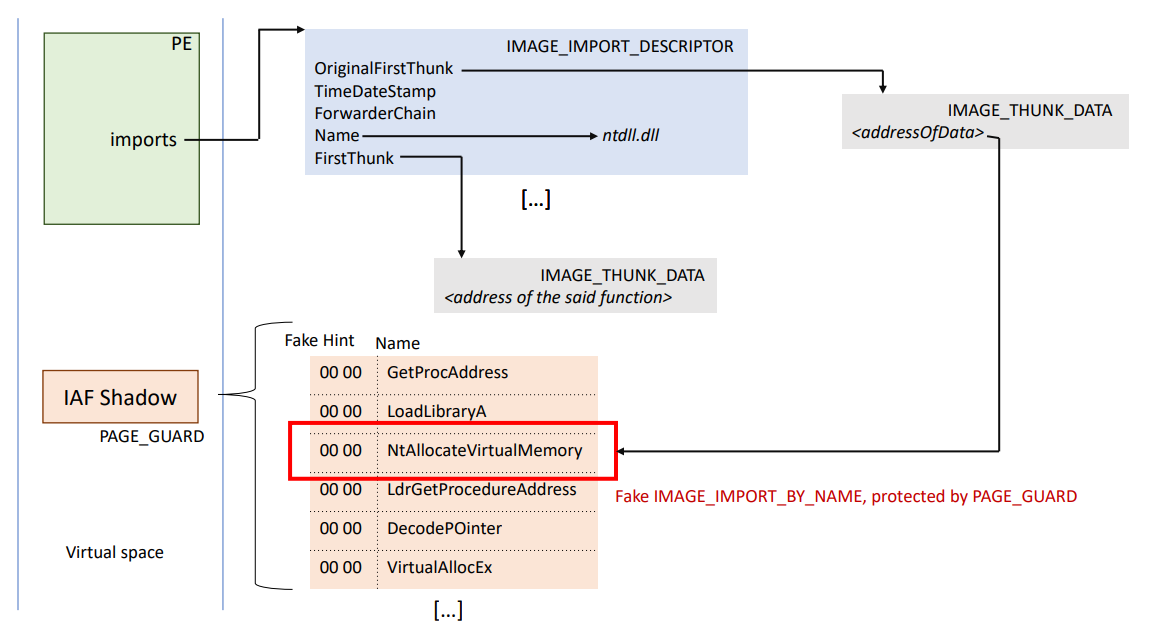 PE
imports
IMAGE_IMPORT_DESCRIPTOR
OriginalFirstThunk
TimeDateStamp
ForwarderChain
Name
ntdll.dll
FirstThunk
[...]
IMAGE_THUNK_DATA
<addressOfData>
IMAGE_THUNK_DATA
<address of the said function>
IAF Shadow
PAGE_GUARD
Virtual space
Fake Hint Name
00 00 GetProcAddress
00 00 LoadLibraryA
00 00 NtAllocateVirtualMemory
00 00 LdrGetProcedureAddress
00 00 DecodePOinter
00 00 VirtualAllocEx
[...]
Fake IMAGE_IMPORT_BY_NAME, protected by PAGE_GUARD